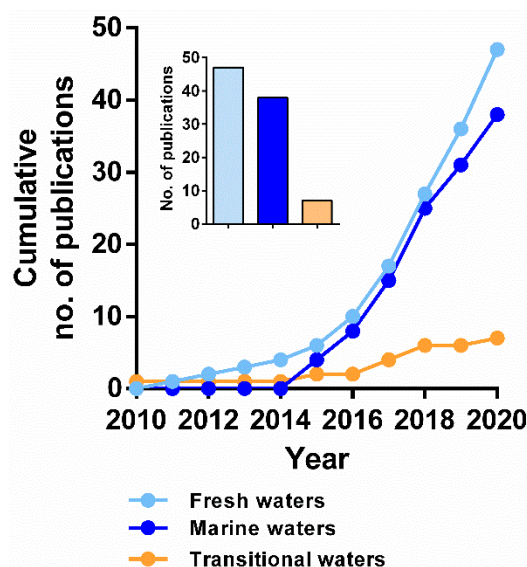 Cumulative
no. of publications
50
40
30
20
10
0
No. of publications
50
40
30
20
10
0
2010 2012 2014 2016 2018 2020
Year
Fresh waters
Marine waters
Transitional waters